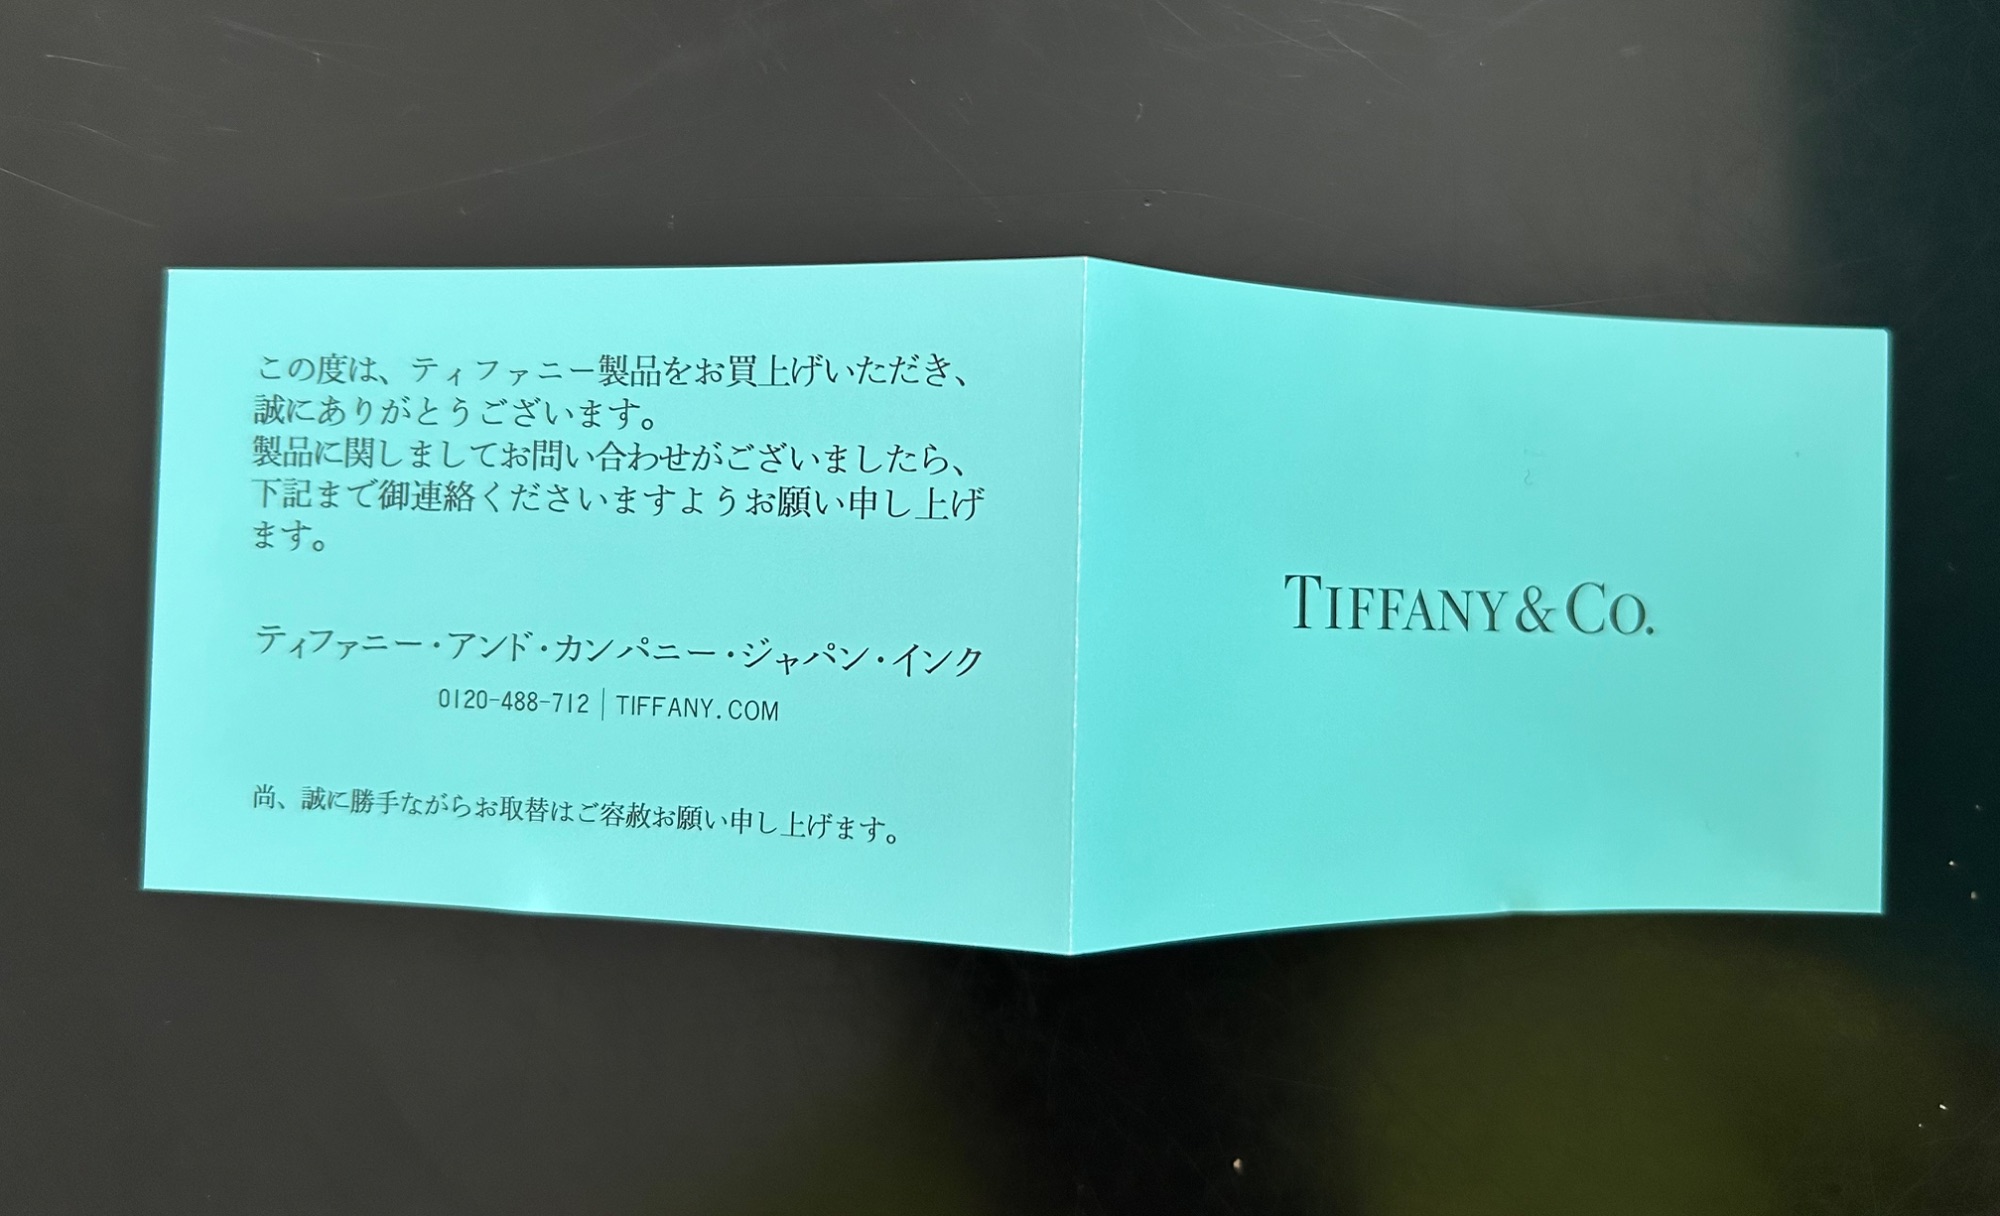 この度は、ティファニー製品をお買上げいただき、
誠にありがとうございます。
製品に関しましてお問い合わせがございましたら、
下記まで御連絡くださいますようお願い申し上げ
ます。
ティファニー・アンド・カンパニー・ジャパン・インク
0120-488-712 | TIFFANY.COM
尚、誠に勝手ながらお取替はご容赦お願い申し上げます。
TIFFANY & CO.